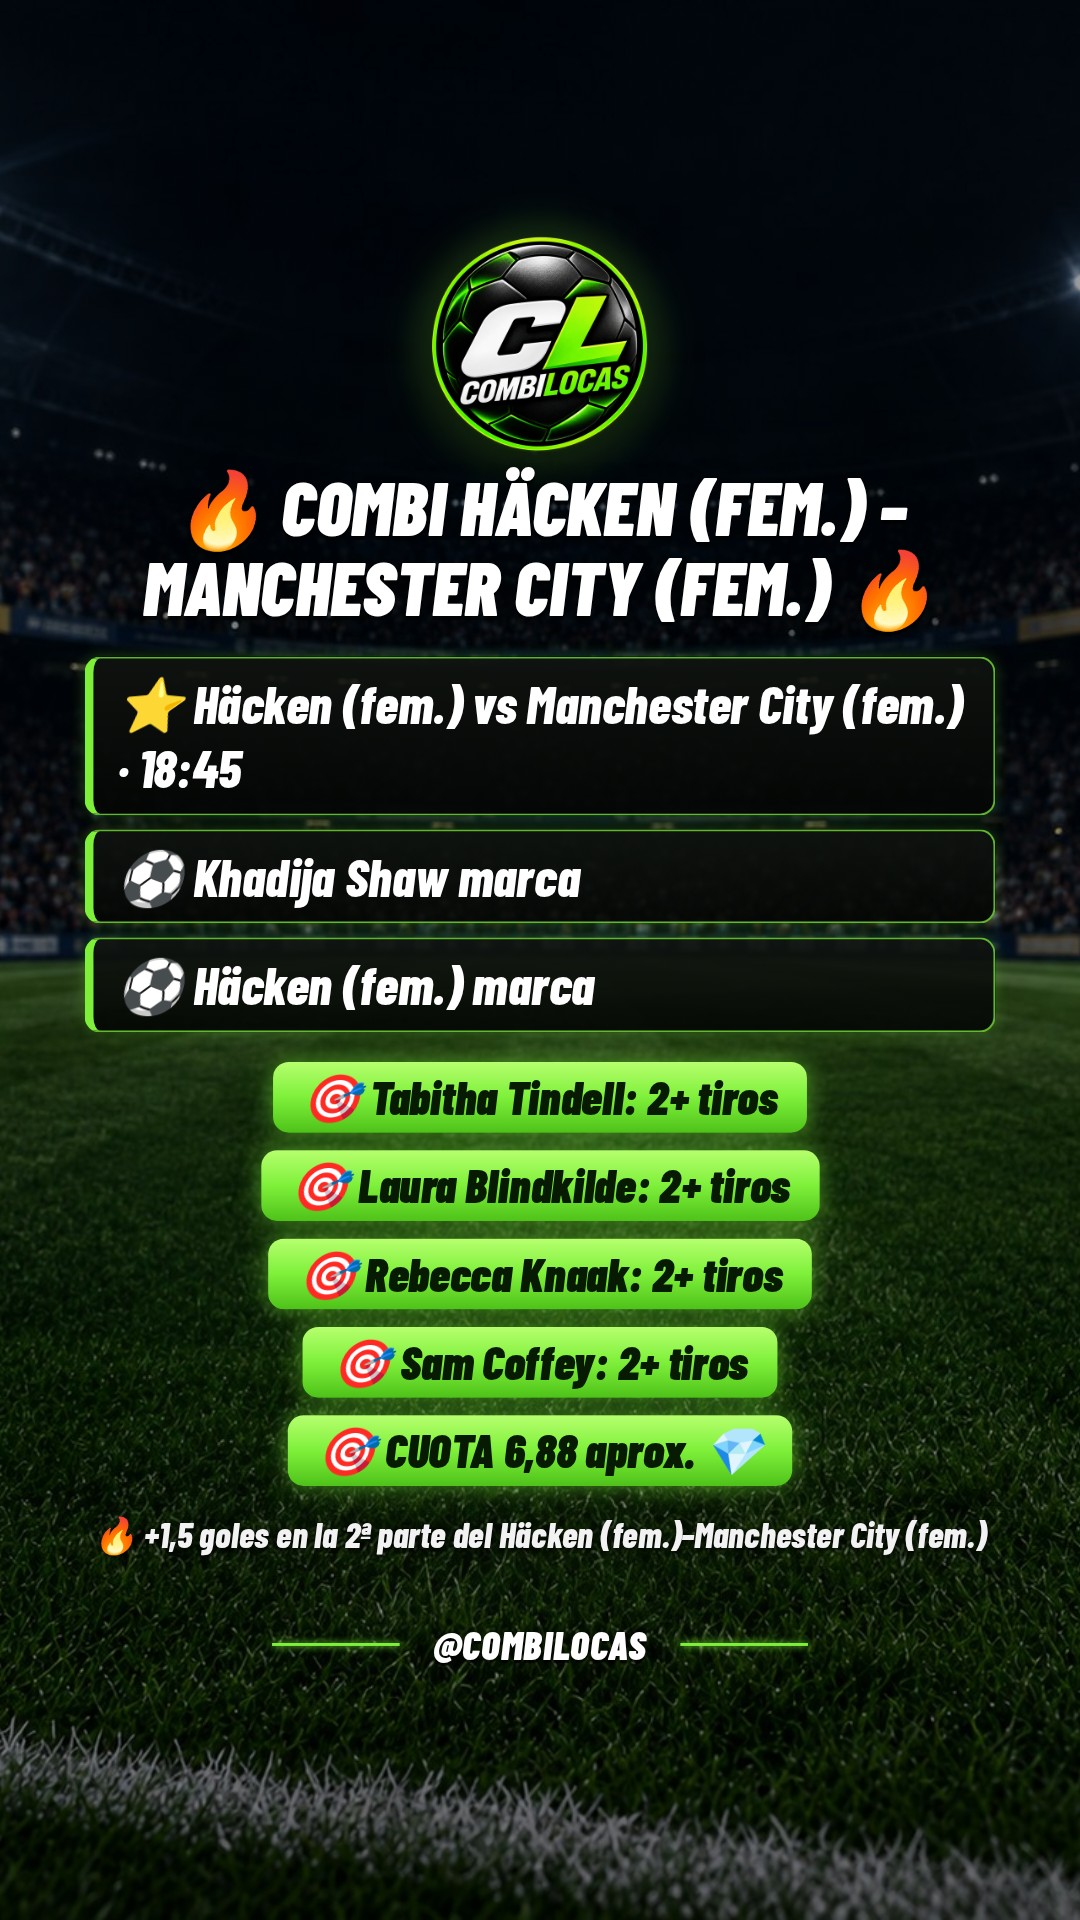 CL
COMBILOCAS
🔥 COMBI HÄCKEN (FEM.) –
MANCHESTER CITY (FEM.) 🔥
⭐ Häcken (fem.) vs Manchester City (fem.)
· 18:45
⚽ Khadija Shaw marca
⚽ Häcken (fem.) marca
🎯 Tabitha Tindell: 2+ tiros
🎯 Laura Blindkilde: 2+ tiros
🎯 Rebecca Knaak: 2+ tiros
🎯 Sam Coffey: 2+ tiros
🎯 CUOTA 6,88 aprox. 💎
🔥 +1,5 goles en la 2ª parte del Häcken (fem.)–Manchester City (fem.)
@COMBILOCAS